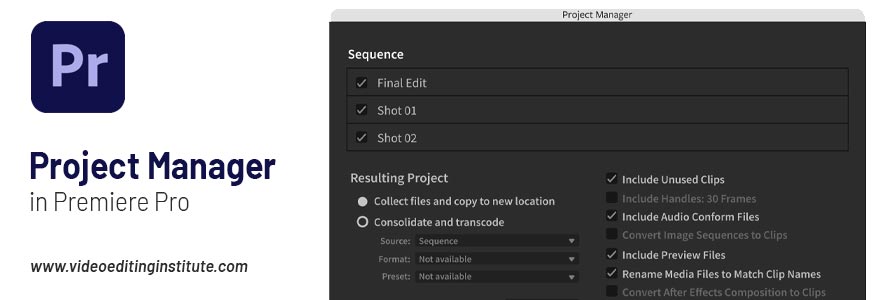 Project Manager
Pr
Project Manager
in Premiere Pro
www.videoeditinginstitute.com
Sequence
Final Edit
Shot 01
Shot 02
Resulting Project
Collect files and copy to new location
Consolidate and transcode
Source: Sequence
Format: Not available
Preset: Not available
Include Unused Clips
Include Handles: 30 Frames
Include Audio Conform Files
Convert Image Sequences to Clips
Include Preview Files
Rename Media Files to Match Clip Names
Convert After Effects Composition to Clips